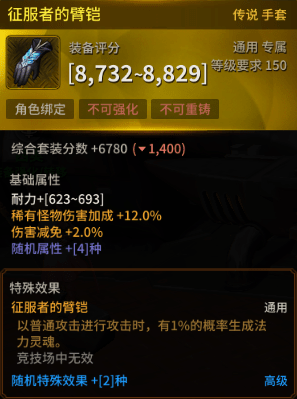 征服者的臂铠 传说 手套
装备评分 通用 专属
[8,732~8,829] 等级要求 150
角色绑定 不可强化 不可重铸
综合套装分数 +6780 (▼1,400)
基础属性
耐力+[623~693]
稀有怪物伤害加成 +12.0%
伤害减免 +2.0%
随机属性 +[4]种
特殊效果
征服者的臂铠 通用
以普通攻击进行攻击时，有1%的概率生成法
力灵魂。
竞技场中无效
随机特殊效果 +[2]种 高级